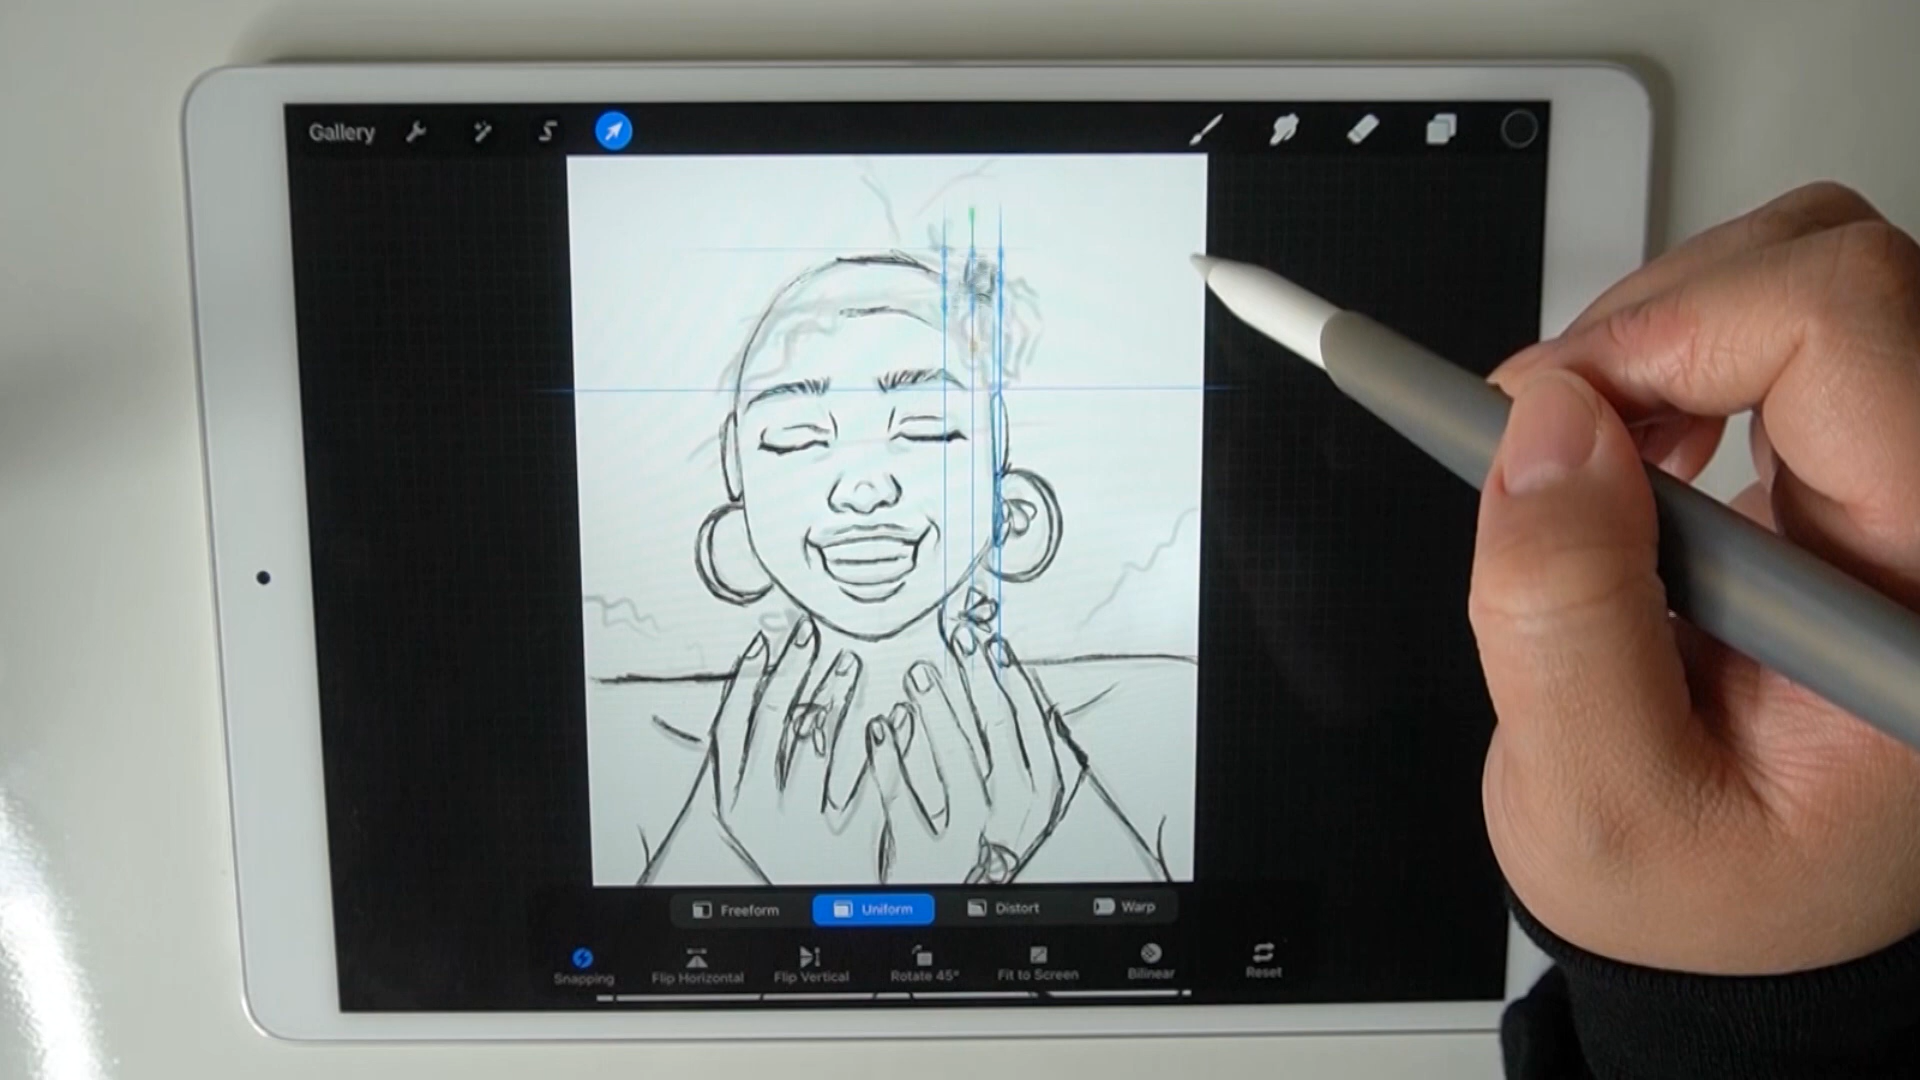 Gallery
Freeform Uniform Distort Warp
Snapping Flip Horizontal Flip Vertical Rotate 45° Fit to Screen Bilinear Reset